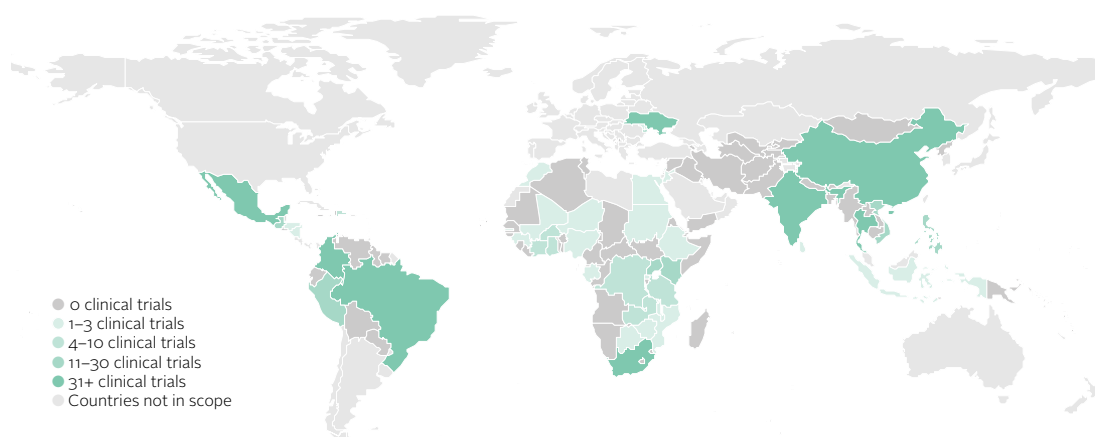 0 clinical trials
1–3 clinical trials
4–10 clinical trials
11–30 clinical trials
31+ clinical trials
Countries not in scope